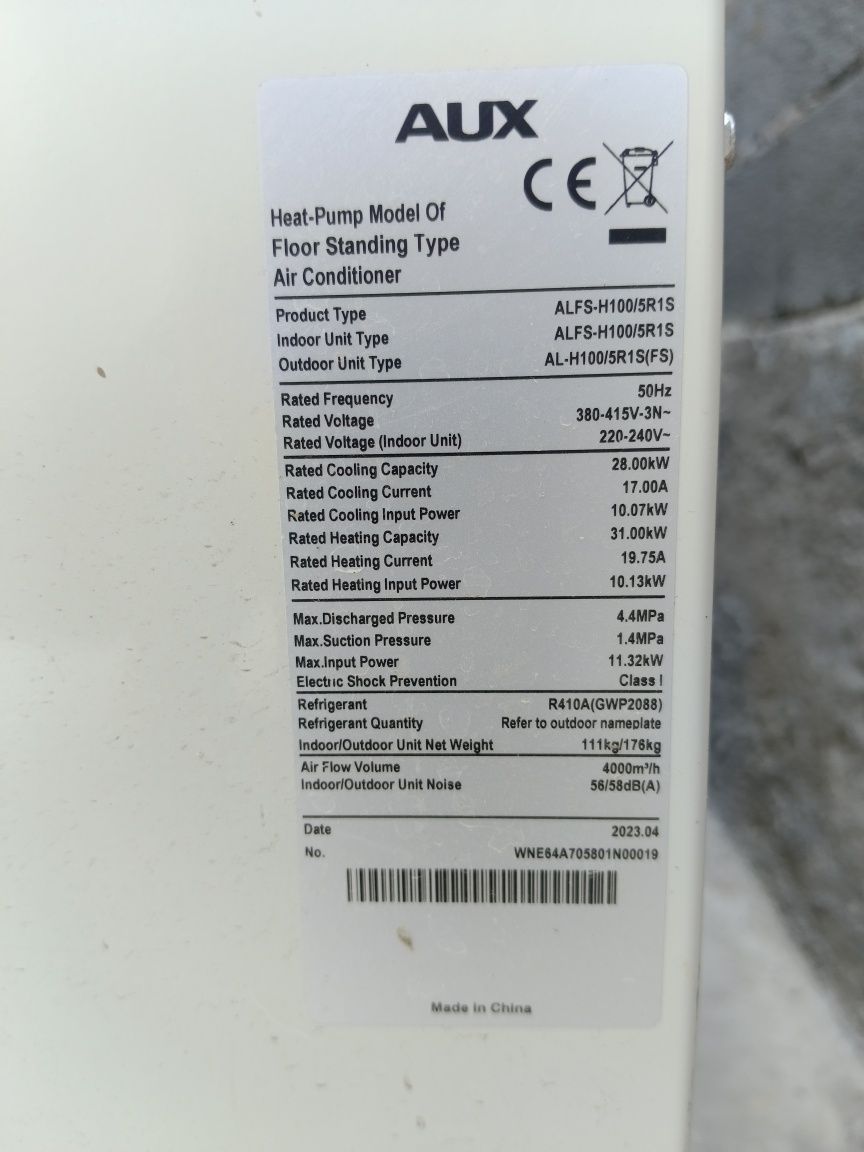 AUX
CE
Heat-Pump Model Of
Floor Standing Type
Air Conditioner
Product Type ALFS-H100/5R1S
Indoor Unit Type ALFS-H100/5R1S
Outdoor Unit Type AL-H100/5R1S(FS)
Rated Frequency 50Hz
Rated Voltage 380-415V-3N~
Rated Voltage (Indoor Unit) 220-240V~
Rated Cooling Capacity 28.00kW
Rated Cooling Current 17.00A
Rated Cooling Input Power 10.07kW
Rated Heating Capacity 31.00kW
Rated Heating Current 19.75A
Rated Heating Input Power 10.13kW
Max.Discharged Pressure 4.4MPa
Max.Suction Pressure 1.4MPa
Max.Input Power 11.32kW
Electric Shock Prevention Class I
Refrigerant R410A(GWP2088)
Refrigerant Quantity Refer to outdoor nameplate
Indoor/Outdoor Unit Net Weight 111kg/176kg
Air Flow Volume 4000m³/h
Indoor/Outdoor Unit Noise 56/58dB(A)
Date 2023.04
No. WNE64A705801N00019
Made in China